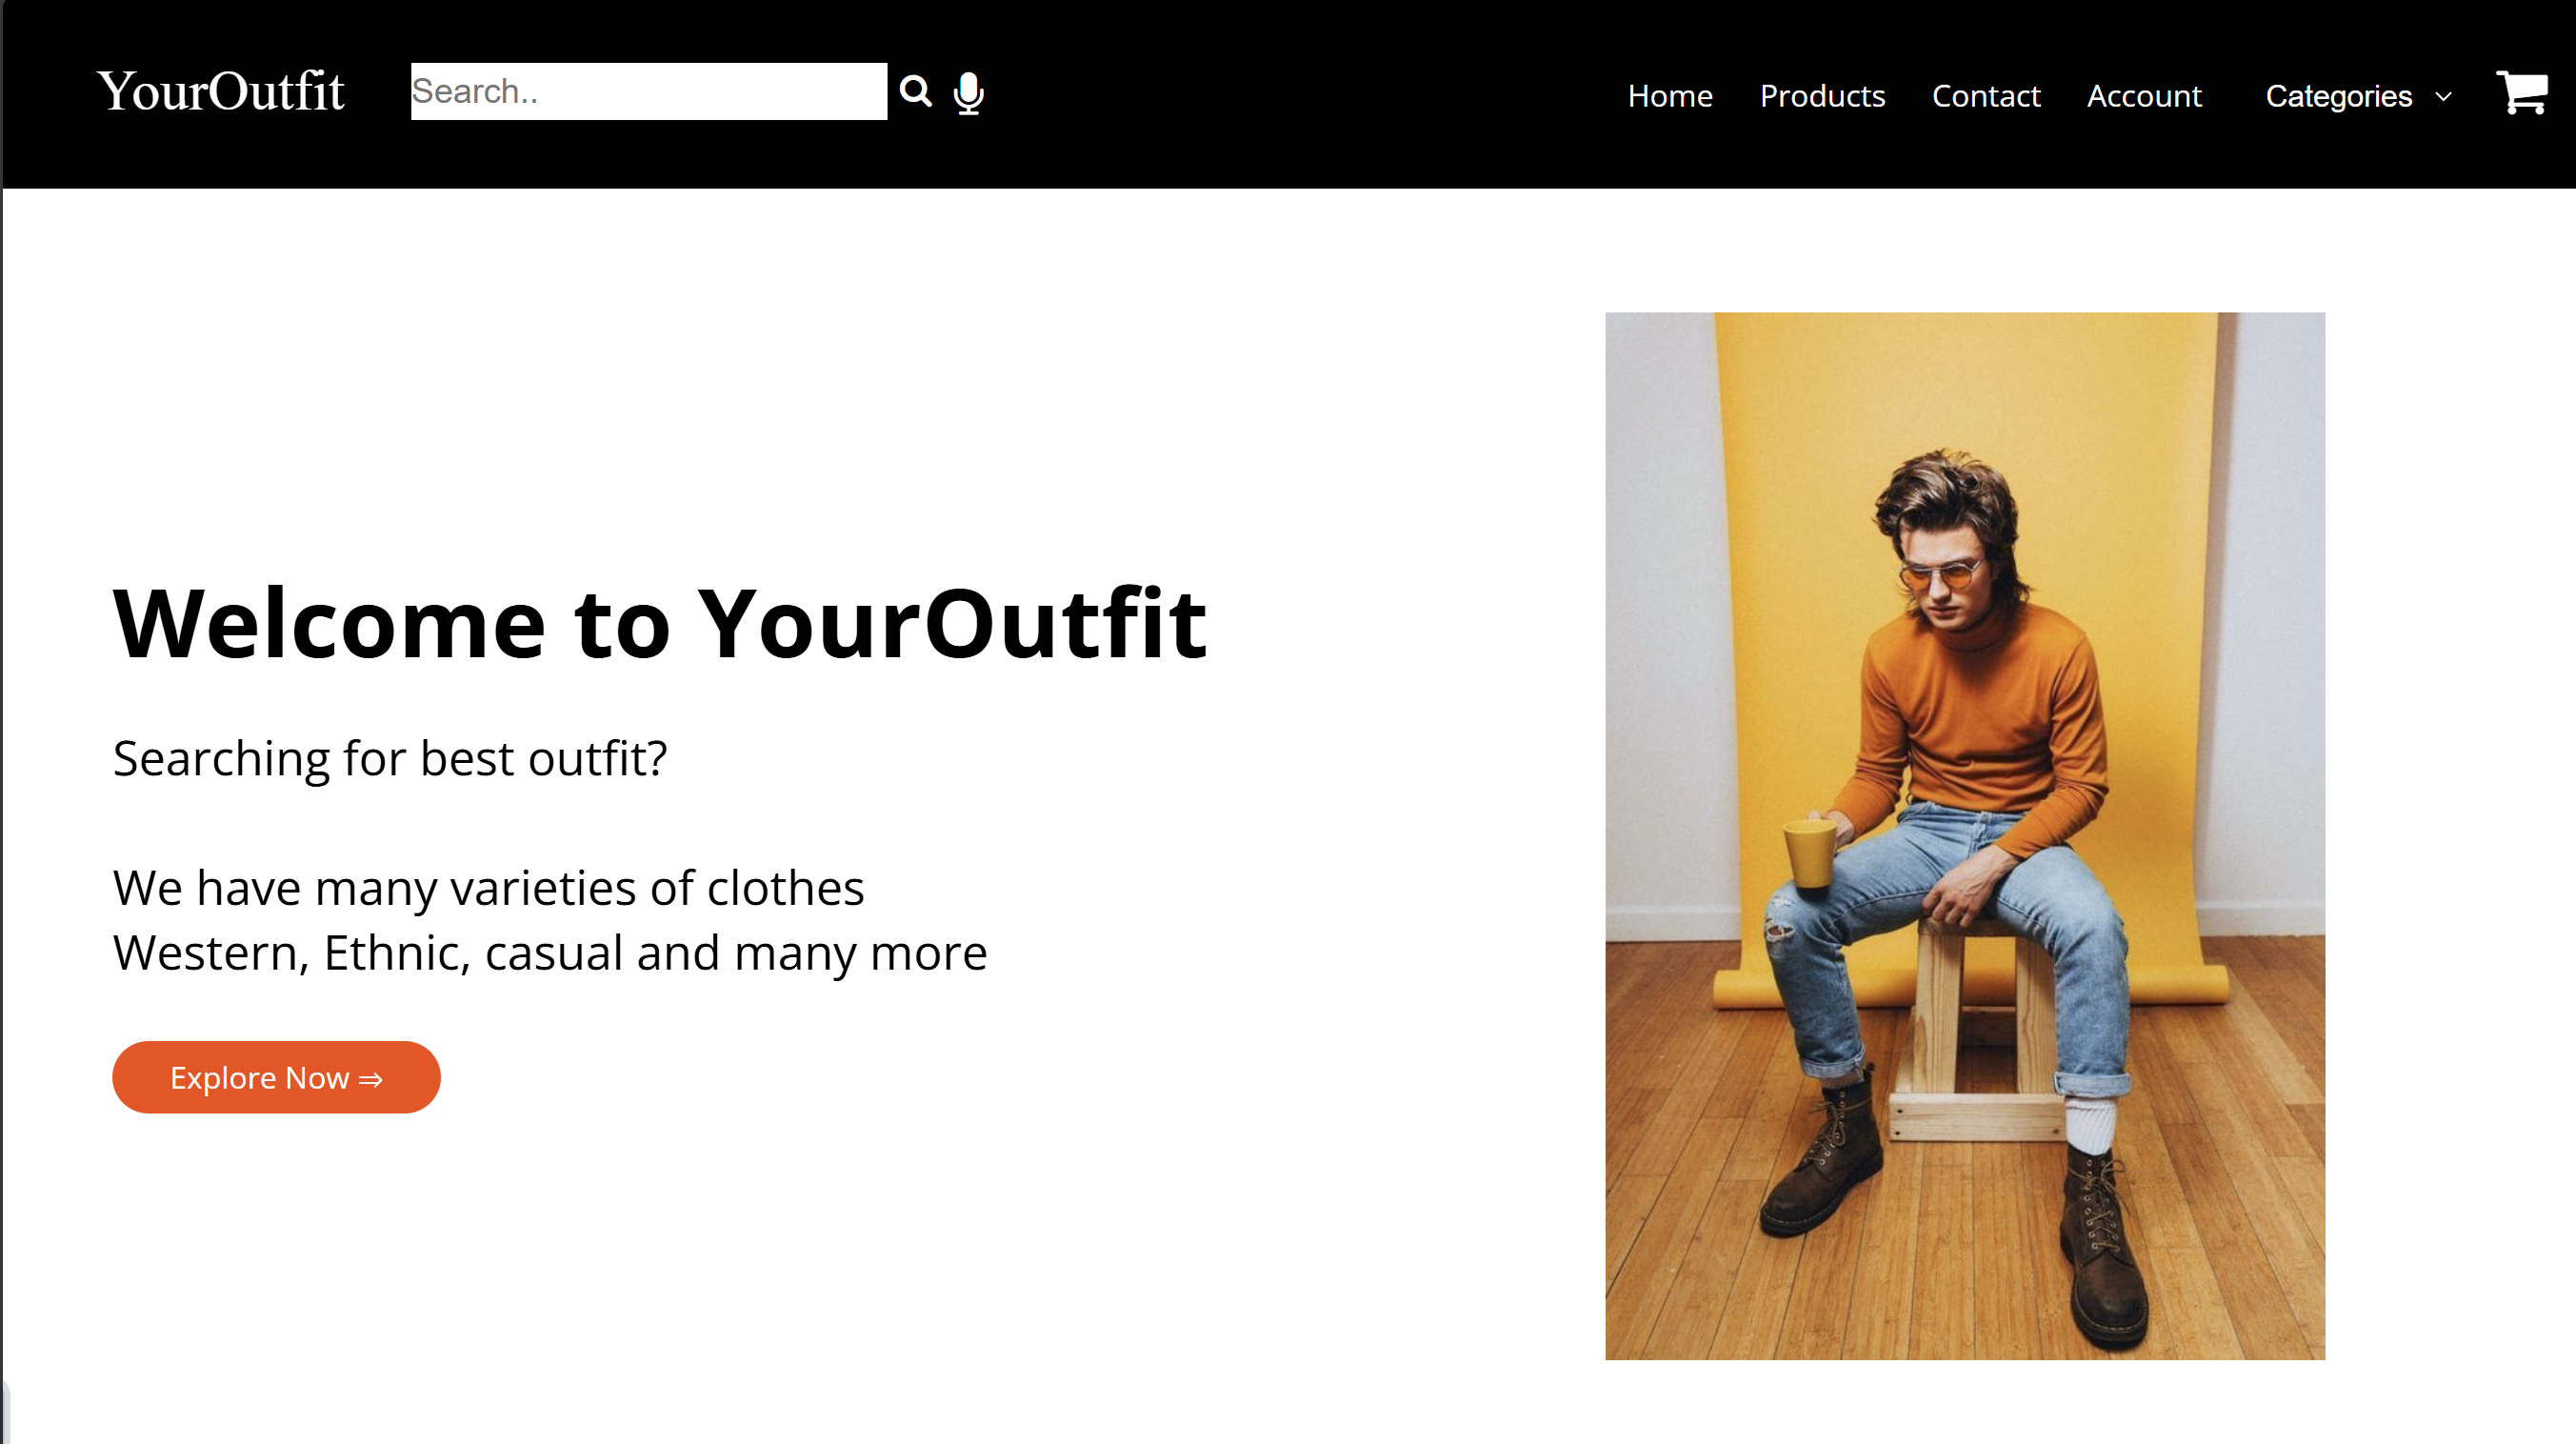 YourOutfit
Search..
Home Products Contact Account Categories
Welcome to YourOutfit
Searching for best outfit?
We have many varieties of clothes
Western, Ethnic, casual and many more
Explore Now ⇒